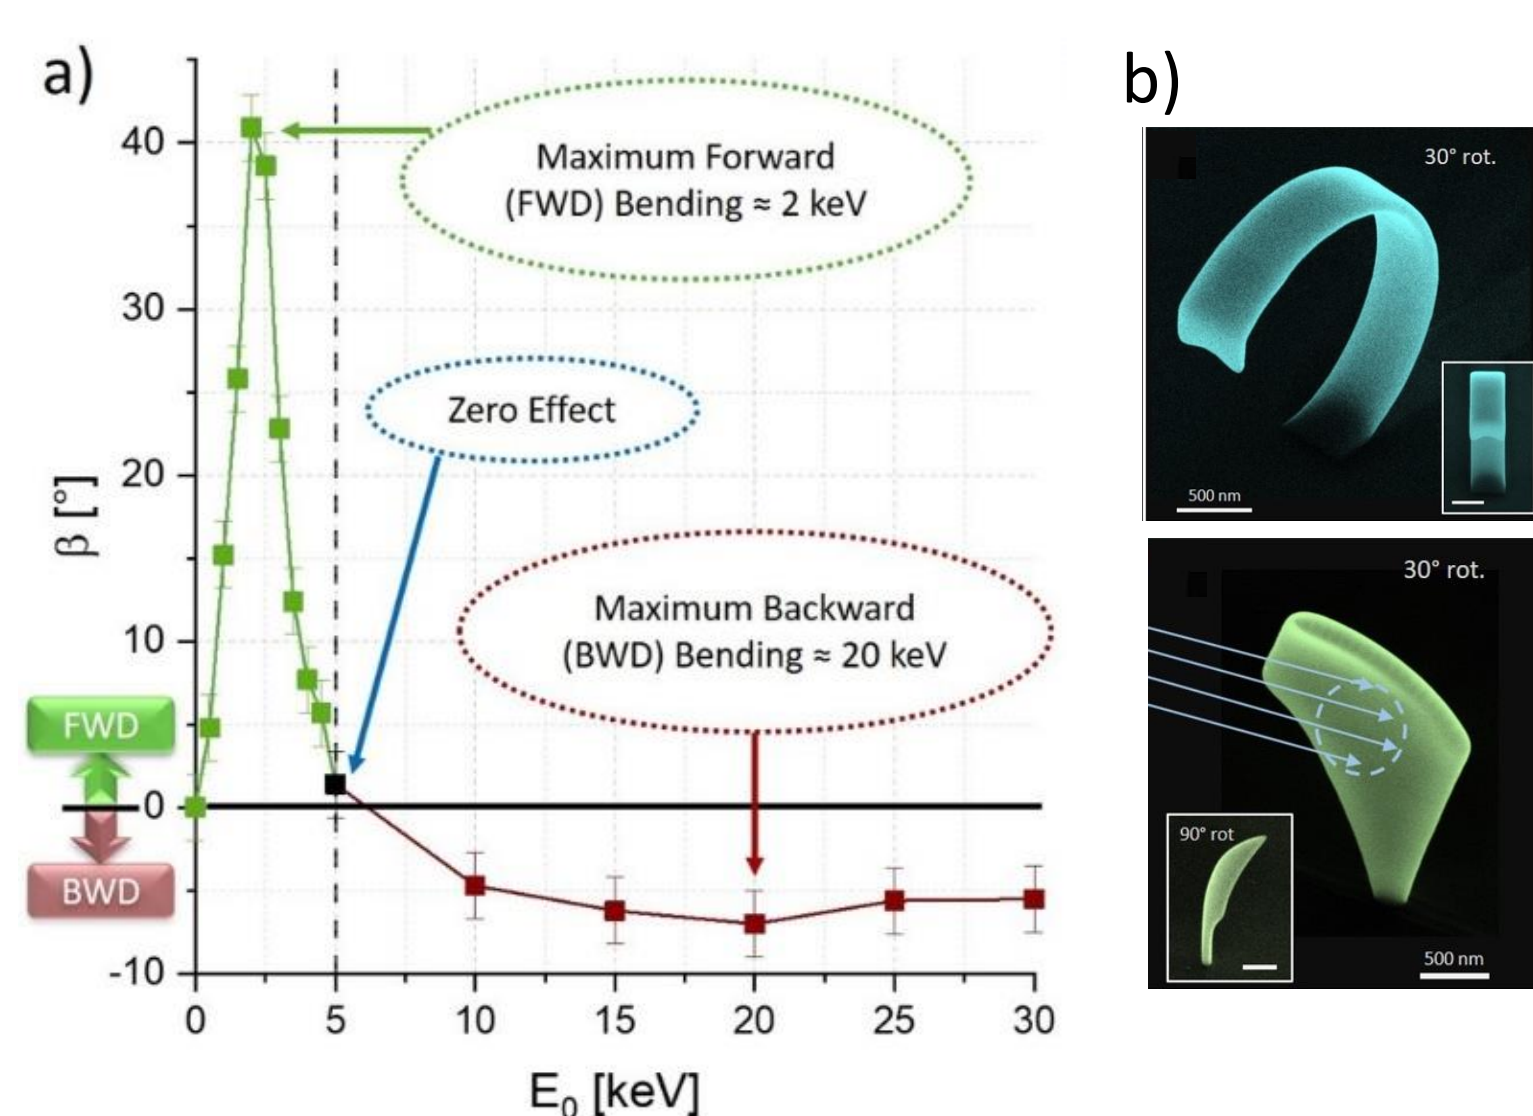 a)
40
30
20
10
0
-10
β [°]
FWD
BWD
Maximum Forward
(FWD) Bending ≈ 2 keV
Zero Effect
Maximum Backward
(BWD) Bending ≈ 20 keV
0 5 10 15 20 25 30
E₀ [keV]
b)
30° rot.
500 nm
30° rot.
90° rot
500 nm